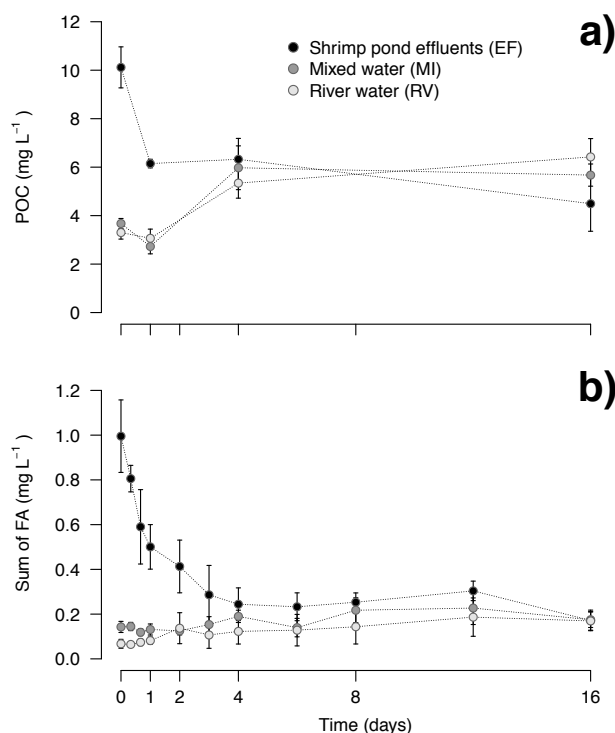 a)
Shrimp pond effluents (EF)
Mixed water (MI)
River water (RV)
POC (mg L⁻¹)
12
10
8
6
4
2
0
b)
Sum of FA (mg L⁻¹)
1.2
1.0
0.8
0.6
0.4
0.2
0.0
0 1 2 4 8 16
Time (days)